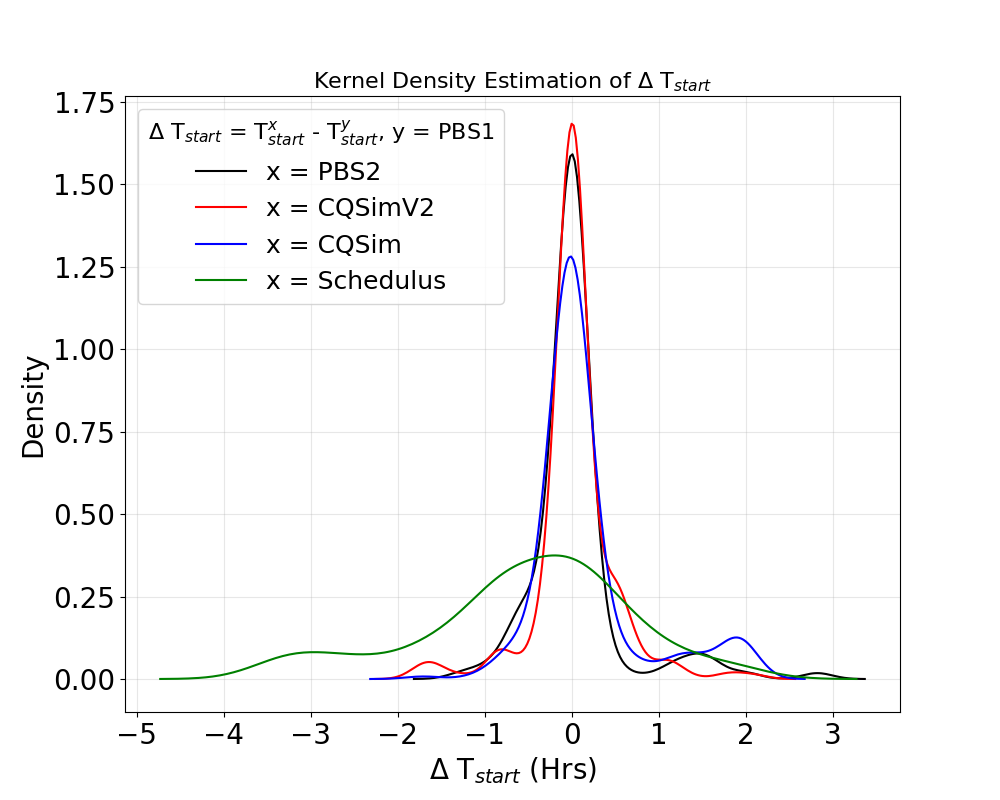 Kernel Density Estimation of Δ T_start
Δ T_start = T^x_start - T^y_start, y = PBS1
x = PBS2
x = CQSimV2
x = CQSim
x = Schedulus
Density
1.75
1.50
1.25
1.00
0.75
0.50
0.25
0.00
−5 −4 −3 −2 −1 0 1 2 3
Δ T_start (Hrs)